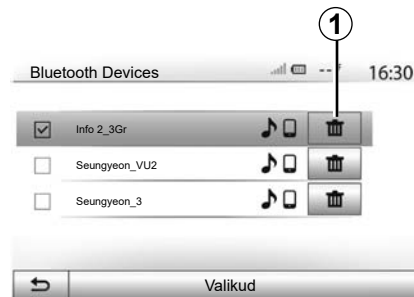 1
Bluetooth Devices -- ° 16:30
Info 2_3Gr
Seungyeon_VU2
Seungyeon_3
Valikud